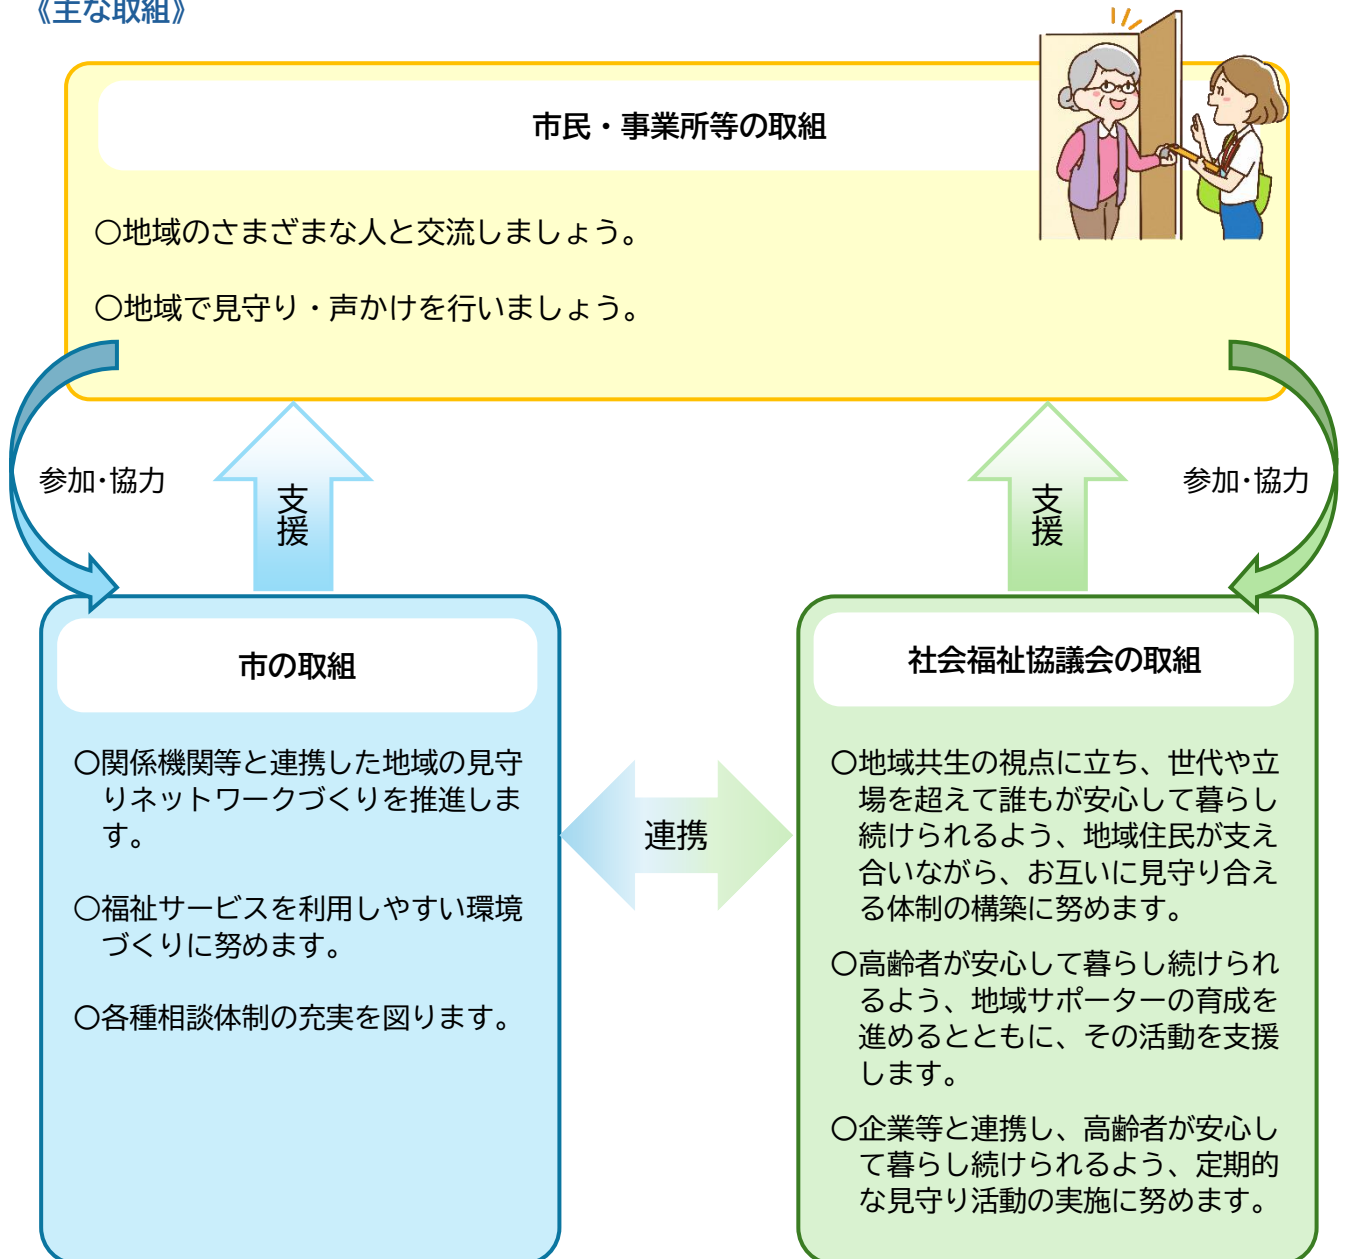 《主な取組》
市民・事業所等の取組
〇地域のさまざまな人と交流しましょう。
〇地域で見守り・声かけを行いましょう。
参加・協力
支援
支援
参加・協力
市の取組
〇関係機関等と連携した地域の見守
りネットワークづくりを推進しま
す。
〇福祉サービスを利用しやすい環境
づくりに努めます。
〇各種相談体制の充実を図ります。
連携
社会福祉協議会の取組
〇地域共生の視点に立ち、世代や立
場を超えて誰もが安心して暮らし
続けられるよう、地域住民が支え
合いながら、お互いに見守り合え
る体制の構築に努めます。
〇高齢者が安心して暮らし続けられ
るよう、地域サポーターの育成を
進めるとともに、その活動を支援
します。
〇企業等と連携し、高齢者が安心し
て暮らし続けられるよう、定期的
な見守り活動の実施に努めます。